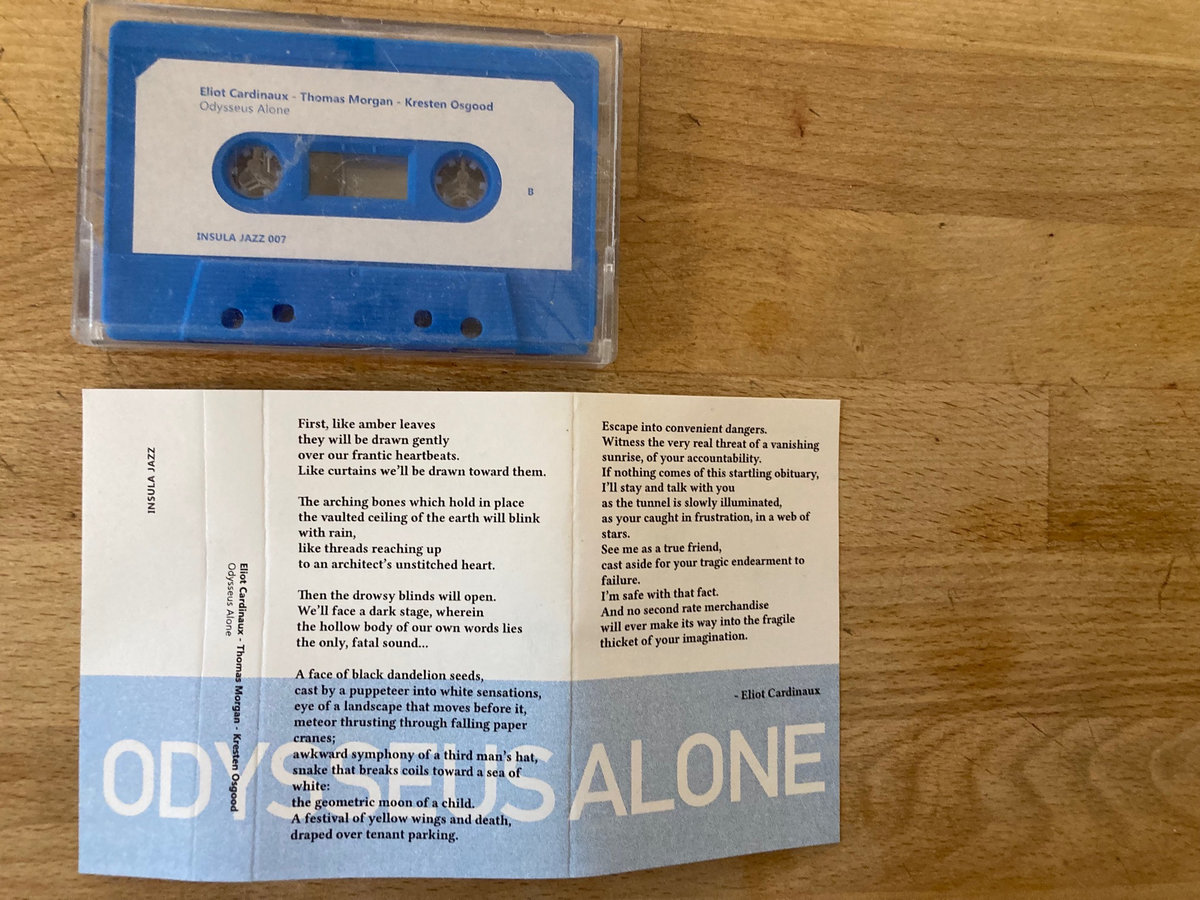 Eliot Cardinaux - Thomas Morgan - Kresten Osgood
Odysseus Alone
B
INSULA JAZZ 007
INSULA JAZZ
Eliot Cardinaux - Thomas Morgan - Kresten Osgood
Odysseus Alone
First, like amber leaves
they will be drawn gently
over our frantic heartbeats.
Like curtains we'll be drawn toward them.
The arching bones which hold in place
the vaulted ceiling of the earth will blink
with rain,
like threads reaching up
to an architect's unstitched heart.
Then the drowsy blinds will open.
We'll face a dark stage, wherein
the hollow body of our own words lies
the only, fatal sound...
A face of black dandelion seeds,
cast by a puppeteer into white sensations,
eye of a landscape that moves before it,
meteor thrusting through falling paper
cranes;
awkward symphony of a third man's hat,
snake that breaks coils toward a sea of
white:
the geometric moon of a child.
A festival of yellow wings and death,
draped over tenant parking.
Escape into convenient dangers.
Witness the very real threat of a vanishing
sunrise, of your accountability.
If nothing comes of this startling obituary,
I'll stay and talk with you
as the tunnel is slowly illuminated,
as your caught in frustration, in a web of
stars.
See me as a true friend,
cast aside for your tragic endearment to
failure.
I'm safe with that fact.
And no second rate merchandise
will ever make its way into the fragile
thicket of your imagination.
- Eliot Cardinaux
ODYSSEUS ALONE